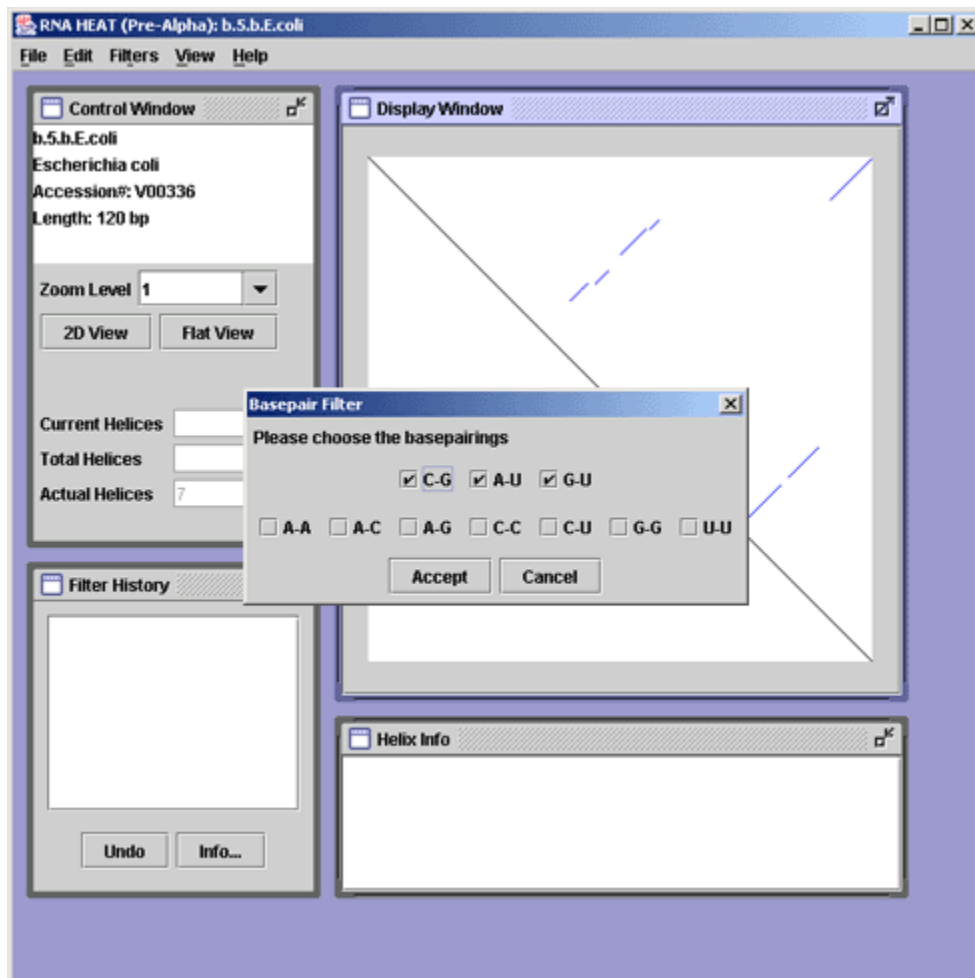 RNA HEAT (Pre-Alpha): b.5.b.E.coli
File Edit Filters View Help
Control Window
b.5.b.E.coli
Escherichia coli
Accession#: V00336
Length: 120 bp
Zoom Level 1
2D View Flat View
Current Helices
Total Helices
Actual Helices 7
Display Window
Basepair Filter
Please choose the basepairings
C-G A-U G-U
A-A A-C A-G C-C C-U G-G U-U
Accept Cancel
Filter History
Undo Info...
Helix Info